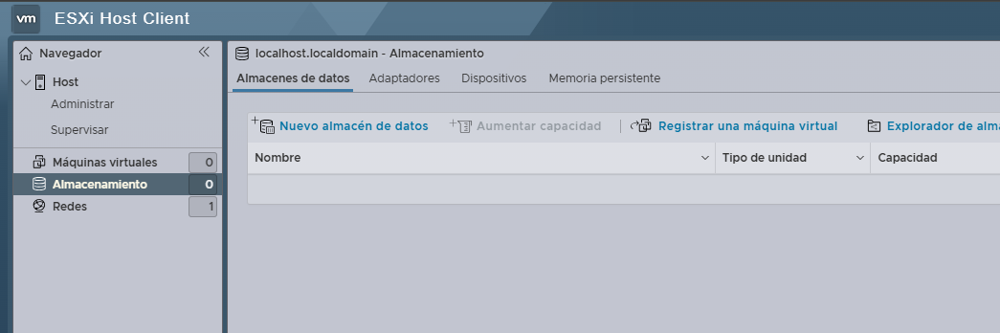 vm ESXi Host Client
Navegador
Host
Administrar
Supervisar
Máquinas virtuales 0
Almacenamiento 0
Redes 1
localhost.localdomain - Almacenamiento
Almacenes de datos Adaptadores Dispositivos Memoria persistente
Nuevo almacén de datos Aumentar capacidad Registrar una máquina virtual Explorador de
Nombre Tipo de unidad Capacidad